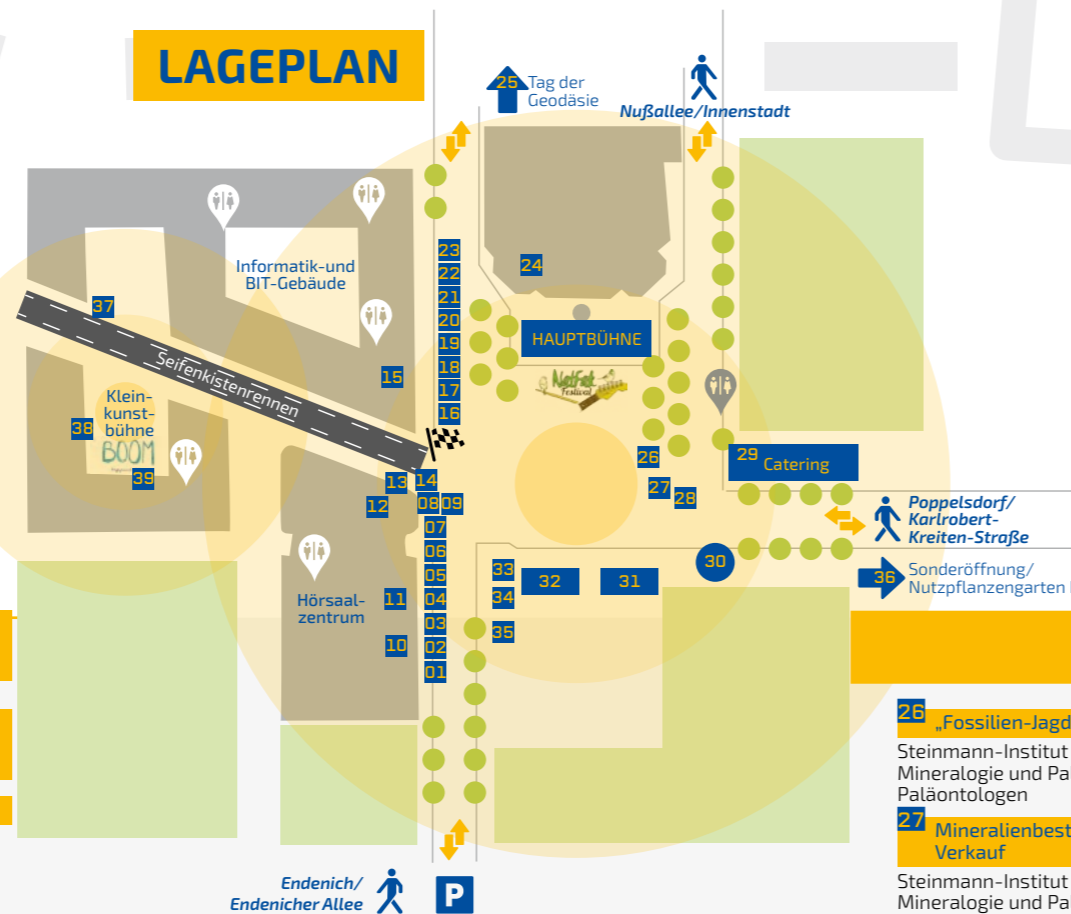 LAGEPLAN
25 Tag der
Geodäsie
Nußallee/Innenstadt
Informatik-und
BIT-Gebäude
23
22
21
20
19
18
17
16
24
HAUPTBÜHNE
NetFet
Festival
37
Seifenkistenrennen
15
Klein-
kunst-
bühne
BOOM
38
39
13
14
12
08
09
07
06
05
04
03
02
01
11
10
Hörsaal-
zentrum
26
27
28
29 Catering
Poppelsdorf/
Karlrobert-
Kreiten-Straße
30
36 Sonderöffnung/
Nutzpflanzengarten
33
32
31
34
35
Endenich/
Endenicher Allee
P
26 „Fossilien-Jagd
Steinmann-Institut
Mineralogie und Pa
Paläontologen
27 Mineralienbest
Verkauf
Steinmann-Institut
Mineralogie und Pa